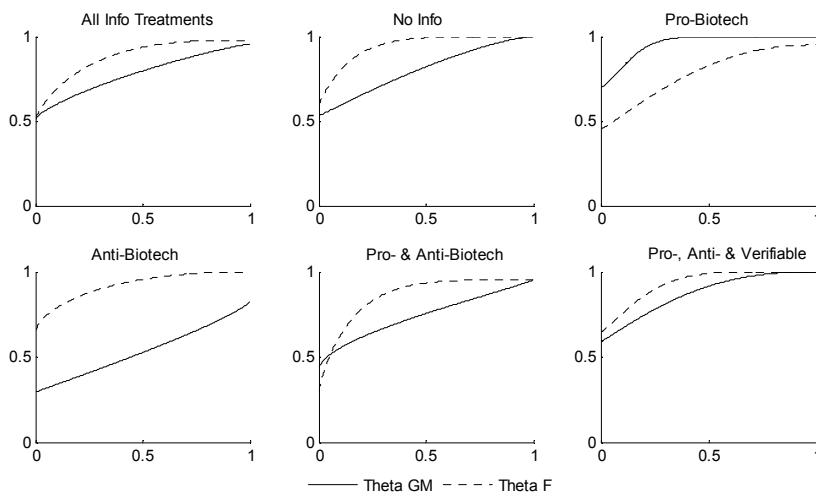 All Info Treatments
No Info
Pro-Biotech
1
1
1
0.5
0.5
0.5
0
0
0
0 0.5 1
0 0.5 1
0 0.5 1
Anti-Biotech
Pro- & Anti-Biotech
Pro-, Anti- & Verifiable
1
1
1
0.5
0.5
0.5
0
0
0
0 0.5 1
0 0.5 1
0 0.5 1
Theta GM Theta F